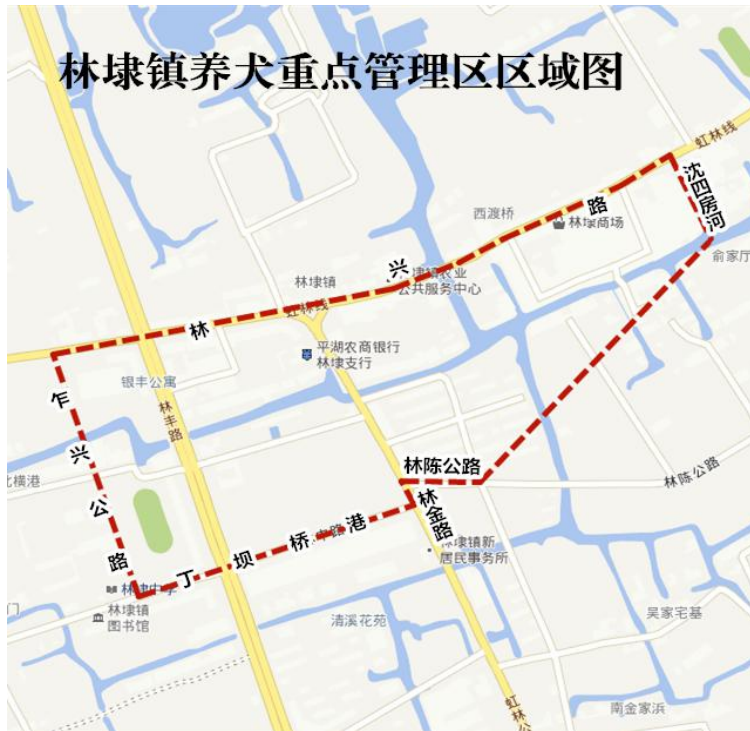 林埭镇养犬重点管理区区域图
虹林线
沈四房河
西渡桥
路
林埭商场
俞家厅
兴
林埭镇
埭镇农业
公共服务中心
虹林线
林
平湖农商银行
林埭支行
银丰公寓
乍兴公路
林丰路
北横港
林陈公路
林陈公路
林金路
丁坝桥港
林埭镇新
居民事务所
林埭中学
林埭镇
图书馆
门
清溪花苑
吴家宅基
南金家浜
虹林公